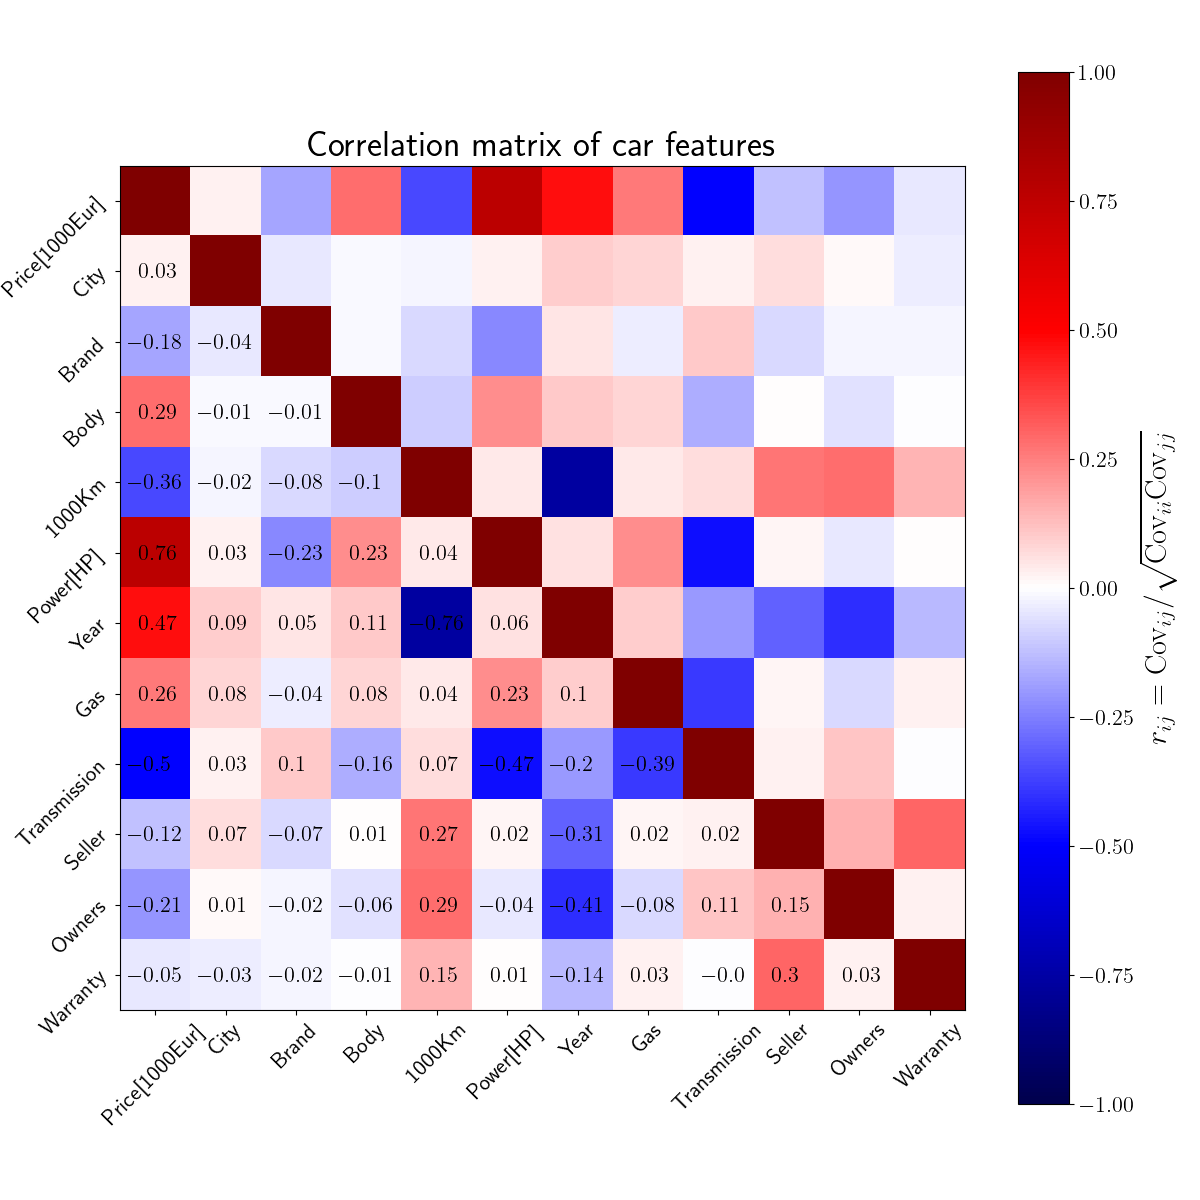 Correlation matrix of car features
Price[1000Eur]
City 0.03
Brand −0.18 −0.04
Body 0.29 −0.01 −0.01
1000Km −0.36 −0.02 −0.08 −0.1
Power[HP] 0.76 0.03 −0.23 0.23 0.04
Year 0.47 0.09 0.05 0.11 −0.76 0.06
Gas 0.26 0.08 −0.04 0.08 0.04 0.23 0.1
Transmission −0.5 0.03 0.1 −0.16 0.07 −0.47 −0.2 −0.39
Seller −0.12 0.07 −0.07 0.01 0.27 0.02 −0.31 0.02 0.02
Owners −0.21 0.01 −0.02 −0.06 0.29 −0.04 −0.41 −0.08 0.11 0.15
Warranty −0.05 −0.03 −0.02 −0.01 0.15 0.01 −0.14 0.03 −0.0 0.3 0.03
Price[1000Eur] City Brand Body 1000Km Power[HP] Year Gas Transmission Seller Owners Warranty
1.00
0.75
0.50
0.25
0.00
−0.25
−0.50
−0.75
−1.00
r_{ij} = Cov_{ij}/√Cov_{ii}Cov_{jj}